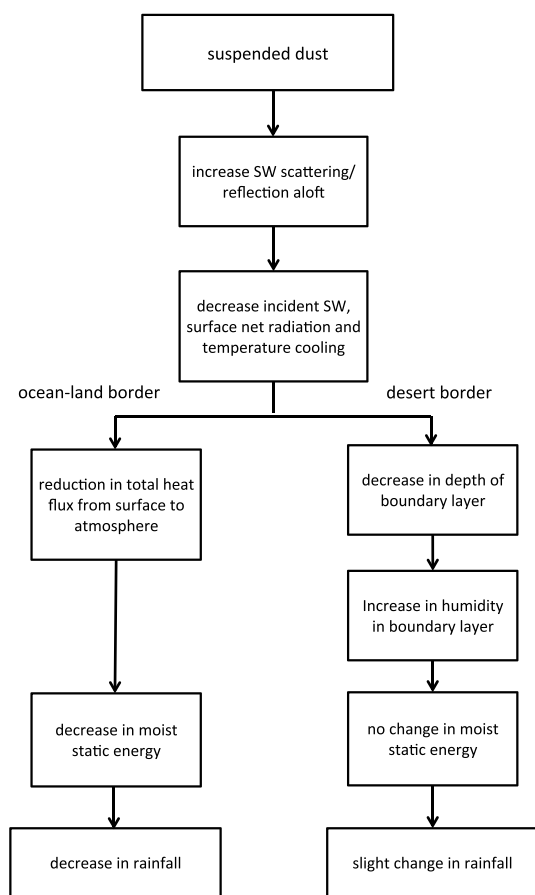 suspended dust
increase SW scattering/
reflection aloft
decrease incident SW,
surface net radiation and
temperature cooling
ocean-land border
desert border
reduction in total heat
flux from surface to
atmosphere
decrease in depth of
boundary layer
Increase in humidity
in boundary layer
decrease in moist
static energy
no change in moist
static energy
decrease in rainfall
slight change in rainfall